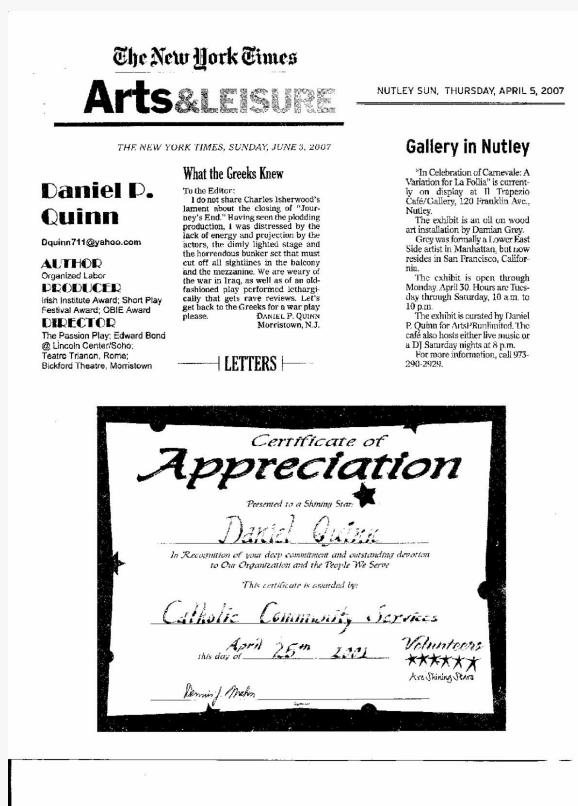 The New York Times
Arts & LEISURE
NUTLEY SUN, THURSDAY, APRIL 5, 2007
THE NEW YORK TIMES, SUNDAY, JUNE 3, 2007
Daniel P.
Quinn
Dquinn711@yahoo.com
AUTHOR
Organized Labor
PRODUCER
Irish Institute Award; Short Play
Festival Award; OBIE Award
DIRECTOR
The Passion Play; Edward Bond
@ Lincoln Center/Soho;
Teatro Trianon, Rome;
Bickford Theatre, Morristown
What the Greeks Knew
To the Editor:
I do not share Charles Isherwood's
lament about the closing of "Jour-
ney's End." Having seen the plodding
production, I was distressed by the
lack of energy and projection by the
actors, the dimly lighted stage and
the horrendous bunker set that must
cut off all sightlines in the balcony
and the mezzanine. We are weary of
the war in Iraq, as well as of an old-
fashioned play performed lethargi-
cally that gets rave reviews. Let's
get back to the Greeks for a war play
please. DANIEL P. QUINN
Morristown, N.J.
LETTERS
Gallery in Nutley
"In Celebration of Carnevale: A
Variation for La Follia" is current-
ly on display at Il Trapezio
Café/Gallery, 120 Franklin Ave.,
Nutley.
The exhibit is an oil on wood
art installation by Damian Grey.
Grey was formally a Lower East
Side artist in Manhattan, but now
resides in San Francisco, Califor-
nia.
The exhibit is open through
Monday, April 30. Hours are Tues-
day through Saturday, 10 a.m. to
10 p.m.
The exhibit is curated by Daniel
P. Quinn for ArtsPRunlimited. The
café also hosts either live music or
a DJ Saturday nights at 8 p.m.
For more information, call 973-
290-2929.
Certificate of
Appreciation
Presented to a Shining Star:
Daniel Quinn
In Recognition of your deep commitment and outstanding devotion
to Our Organization and the People We Serve
This certificate is awarded by:
Catholic Community Services
this day of April 25th 2001
Volunteers
Are Shining Stars
Dennis J.